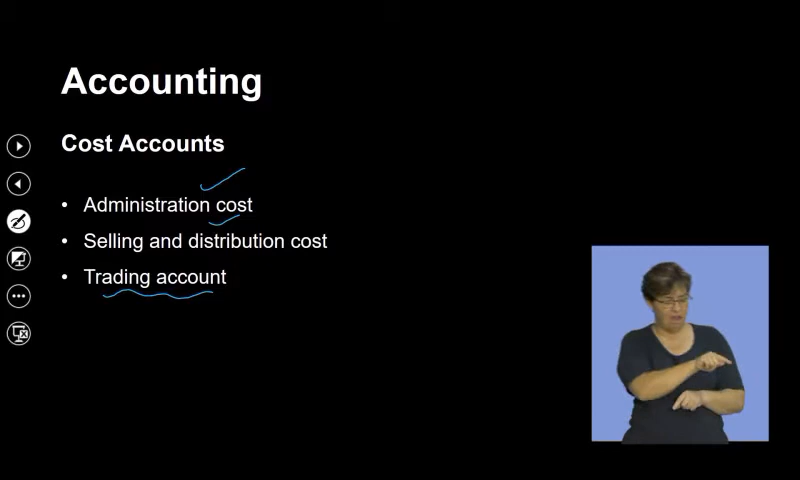 Accounting
Cost Accounts
• Administration cost
• Selling and distribution cost
• Trading account